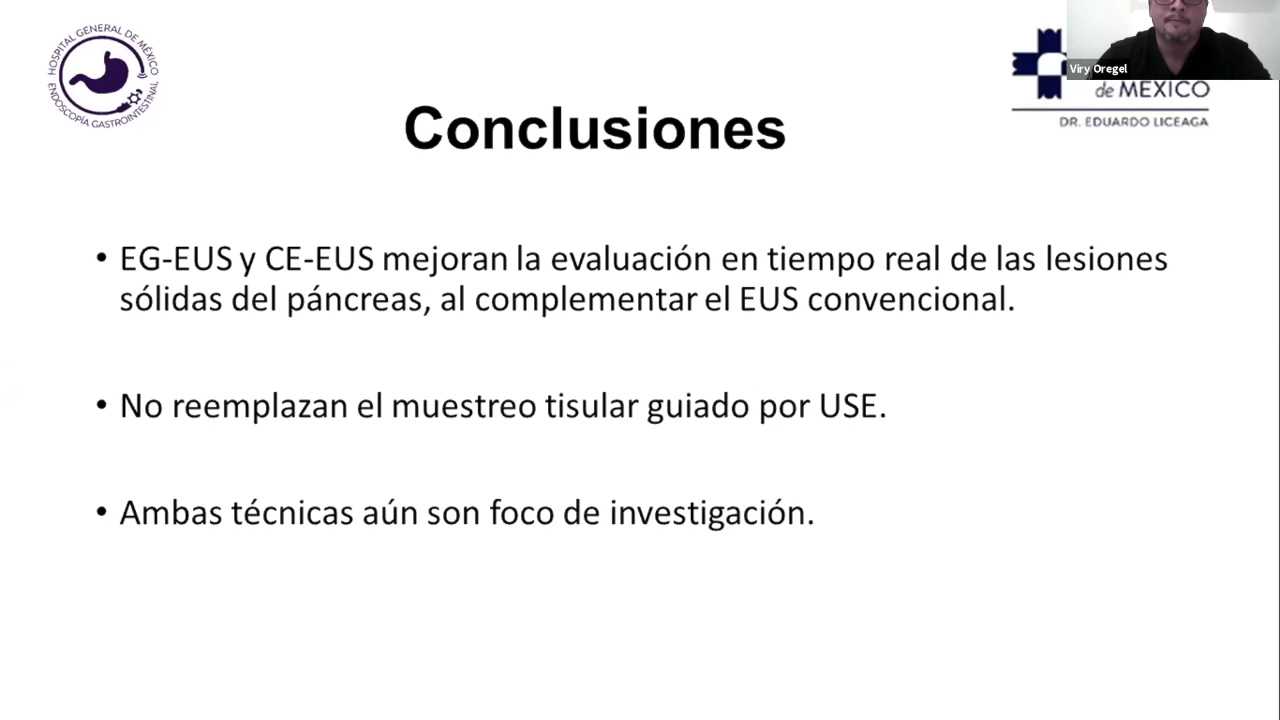 HOSPITAL GENERAL DE MÉXICO
ENDOSCOPÍA GASTROINTESTINAL
Viry Oregel
de MÉXICO
DR. EDUARDO LICEAGA
Conclusiones
• EG-EUS y CE-EUS mejoran la evaluación en tiempo real de las lesiones
sólidas del páncreas, al complementar el EUS convencional.
• No reemplazan el muestreo tisular guiado por USE.
• Ambas técnicas aún son foco de investigación.